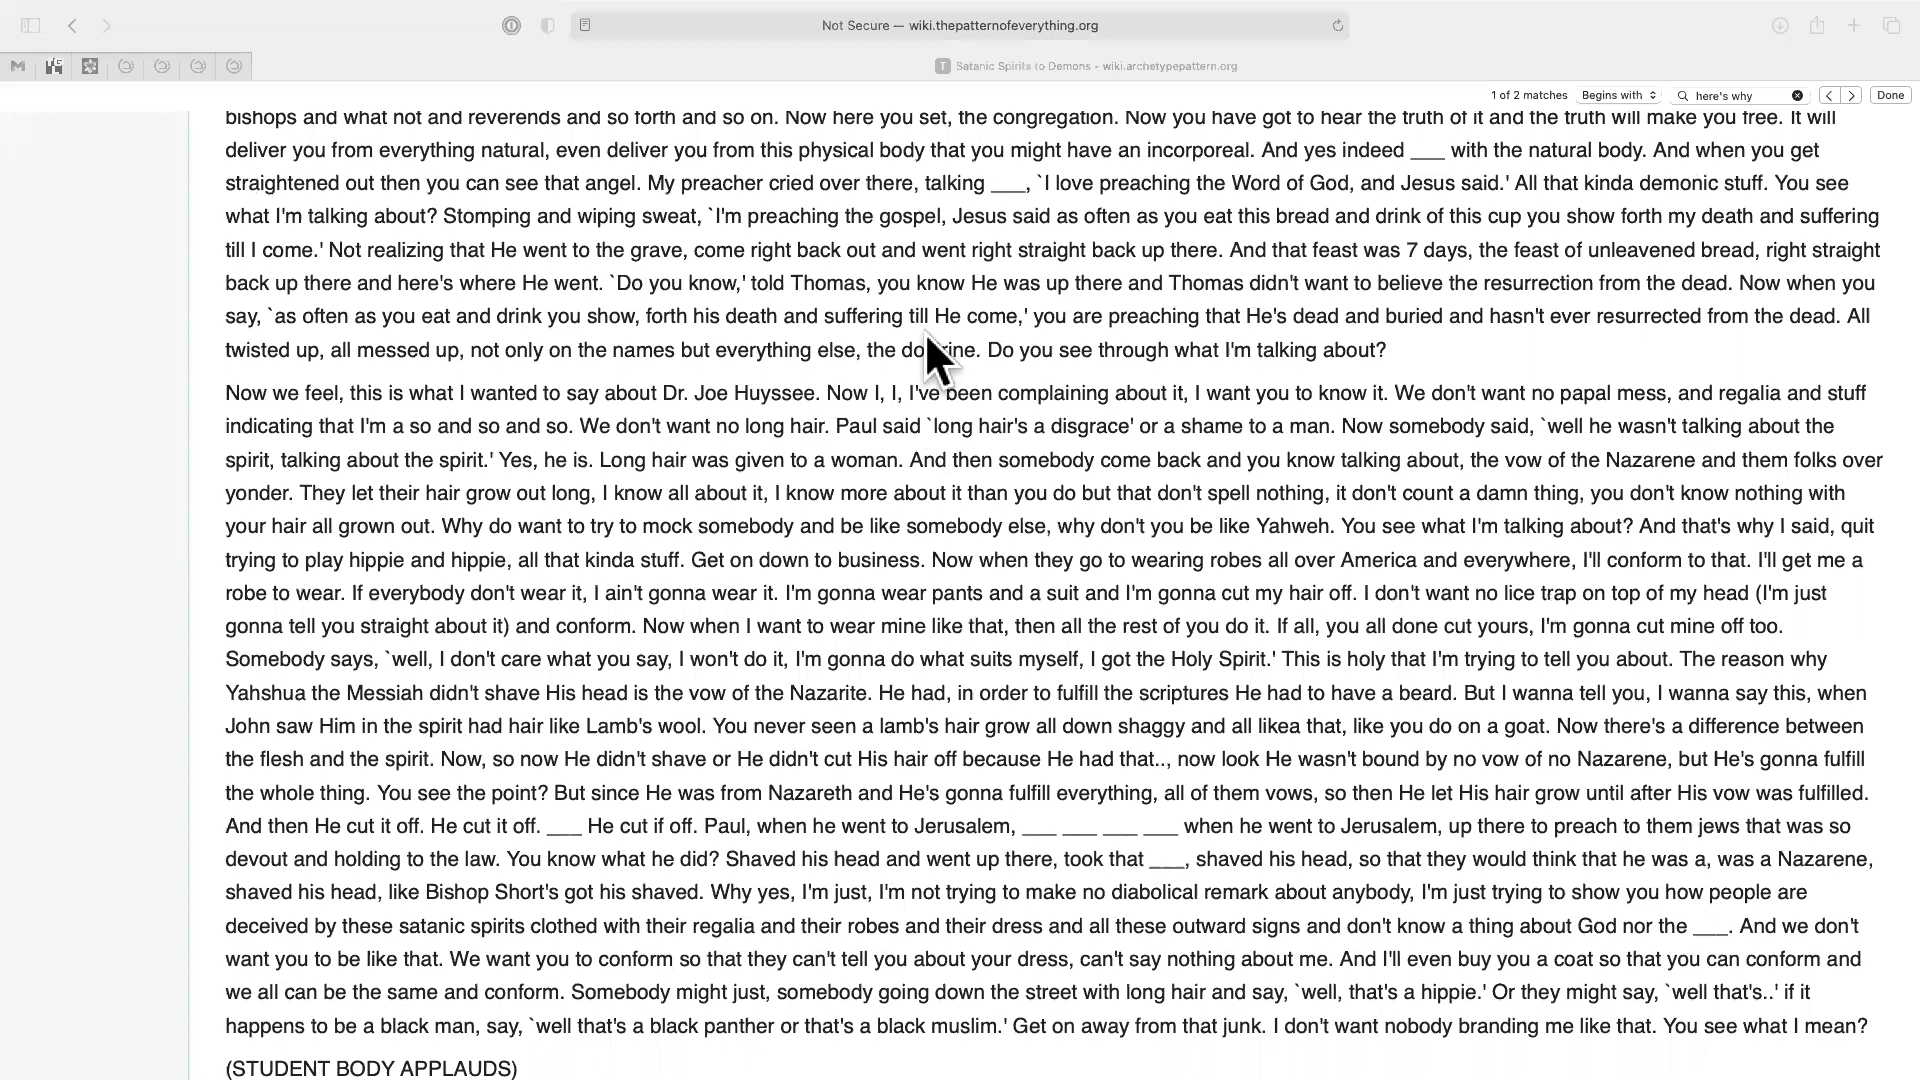 Not Secure — wiki.thepatternofeverything.org
Satanic Spirits to Demons - wiki.archetypepattern.org
1 of 2 matches Begins with here's why Done
bishops and what not and reverends and so forth and so on. Now here you set, the congregation. Now you have got to hear the truth of it and the truth will make you free. It will
deliver you from everything natural, even deliver you from this physical body that you might have an incorporeal. And yes indeed ___ with the natural body. And when you get
straightened out then you can see that angel. My preacher cried over there, talking ___, `I love preaching the Word of God, and Jesus said.' All that kinda demonic stuff. You see
what I'm talking about? Stomping and wiping sweat, `I'm preaching the gospel, Jesus said as often as you eat this bread and drink of this cup you show forth my death and suffering
till I come.' Not realizing that He went to the grave, come right back out and went right straight back up there. And that feast was 7 days, the feast of unleavened bread, right straight
back up there and here's where He went. `Do you know,' told Thomas, you know He was up there and Thomas didn't want to believe the resurrection from the dead. Now when you
say, `as often as you eat and drink you show, forth his death and suffering till He come,' you are preaching that He's dead and buried and hasn't ever resurrected from the dead. All
twisted up, all messed up, not only on the names but everything else, the doctrine. Do you see through what I'm talking about?
Now we feel, this is what I wanted to say about Dr. Joe Huyssee. Now I, I, I've been complaining about it, I want you to know it. We don't want no papal mess, and regalia and stuff
indicating that I'm a so and so and so. We don't want no long hair. Paul said `long hair's a disgrace' or a shame to a man. Now somebody said, `well he wasn't talking about the
spirit, talking about the spirit.' Yes, he is. Long hair was given to a woman. And then somebody come back and you know talking about, the vow of the Nazarene and them folks over
yonder. They let their hair grow out long, I know all about it, I know more about it than you do but that don't spell nothing, it don't count a damn thing, you don't know nothing with
your hair all grown out. Why do want to try to mock somebody and be like somebody else, why don't you be like Yahweh. You see what I'm talking about? And that's why I said, quit
trying to play hippie and hippie, all that kinda stuff. Get on down to business. Now when they go to wearing robes all over America and everywhere, I'll conform to that. I'll get me a
robe to wear. If everybody don't wear it, I ain't gonna wear it. I'm gonna wear pants and a suit and I'm gonna cut my hair off. I don't want no lice trap on top of my head (I'm just
gonna tell you straight about it) and conform. Now when I want to wear mine like that, then all the rest of you do it. If all, you all done cut yours, I'm gonna cut mine off too.
Somebody says, `well, I don't care what you say, I won't do it, I'm gonna do what suits myself, I got the Holy Spirit.' This is holy that I'm trying to tell you about. The reason why
Yahshua the Messiah didn't shave His head is the vow of the Nazarite. He had, in order to fulfill the scriptures He had to have a beard. But I wanna tell you, I wanna say this, when
John saw Him in the spirit had hair like Lamb's wool. You never seen a lamb's hair grow all down shaggy and all likea that, like you do on a goat. Now there's a difference between
the flesh and the spirit. Now, so now He didn't shave or He didn't cut His hair off because He had that.., now look He wasn't bound by no vow of no Nazarene, but He's gonna fulfill
the whole thing. You see the point? But since He was from Nazareth and He's gonna fulfill everything, all of them vows, so then He let His hair grow until after His vow was fulfilled.
And then He cut it off. He cut it off. ___ He cut if off. Paul, when he went to Jerusalem, ___ ___ ___ ___ when he went to Jerusalem, up there to preach to them jews that was so
devout and holding to the law. You know what he did? Shaved his head and went up there, took that ___, shaved his head, so that they would think that he was a, was a Nazarene,
shaved his head, like Bishop Short's got his shaved. Why yes, I'm just, I'm not trying to make no diabolical remark about anybody, I'm just trying to show you how people are
deceived by these satanic spirits clothed with their regalia and their robes and their dress and all these outward signs and don't know a thing about God nor the ___. And we don't
want you to be like that. We want you to conform so that they can't tell you about your dress, can't say nothing about me. And I'll even buy you a coat so that you can conform and
we all can be the same and conform. Somebody might just, somebody going down the street with long hair and say, `well, that's a hippie.' Or they might say, `well that's..' if it
happens to be a black man, say, `well that's a black panther or that's a black muslim.' Get on away from that junk. I don't want nobody branding me like that. You see what I mean?
(STUDENT BODY APPLAUDS)